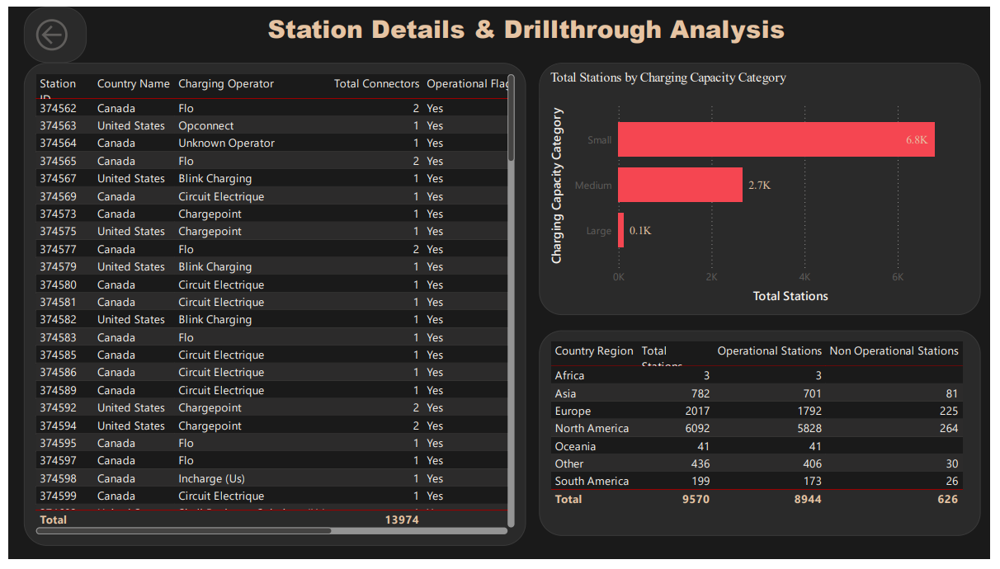 Station Details & Drillthrough Analysis
Station ID Country Name Charging Operator Total Connectors Operational Flag
374562 Canada Flo 2 Yes
374563 United States Opconnect 1 Yes
374564 Canada Unknown Operator 1 Yes
374565 Canada Flo 2 Yes
374567 United States Blink Charging 1 Yes
374569 Canada Circuit Electrique 1 Yes
374573 Canada Chargepoint 1 Yes
374575 United States Chargepoint 1 Yes
374577 Canada Flo 2 Yes
374579 United States Blink Charging 1 Yes
374580 Canada Circuit Electrique 1 Yes
374581 Canada Circuit Electrique 1 Yes
374582 United States Blink Charging 1 Yes
374583 Canada Flo 1 Yes
374585 Canada Circuit Electrique 1 Yes
374586 Canada Circuit Electrique 1 Yes
374589 Canada Circuit Electrique 1 Yes
374592 United States Chargepoint 2 Yes
374594 United States Chargepoint 2 Yes
374595 Canada Flo 1 Yes
374597 Canada Flo 1 Yes
374598 Canada Incharge (Us) 1 Yes
374599 Canada Circuit Electrique 1 Yes
Total 13974
Total Stations by Charging Capacity Category
Charging Capacity Category
Small 6.8K
Medium 2.7K
Large 0.1K
0K 2K 4K 6K
Total Stations
Country Region Total Stations Operational Stations Non Operational Stations
Africa 3 3
Asia 782 701 81
Europe 2017 1792 225
North America 6092 5828 264
Oceania 41 41
Other 436 406 30
South America 199 173 26
Total 9570 8944 626